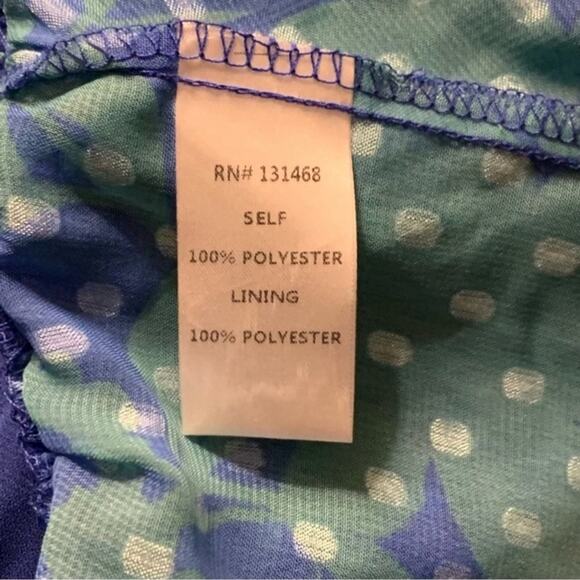 RN# 131468
SELF
100% POLYESTER
LINING
100% POLYESTER